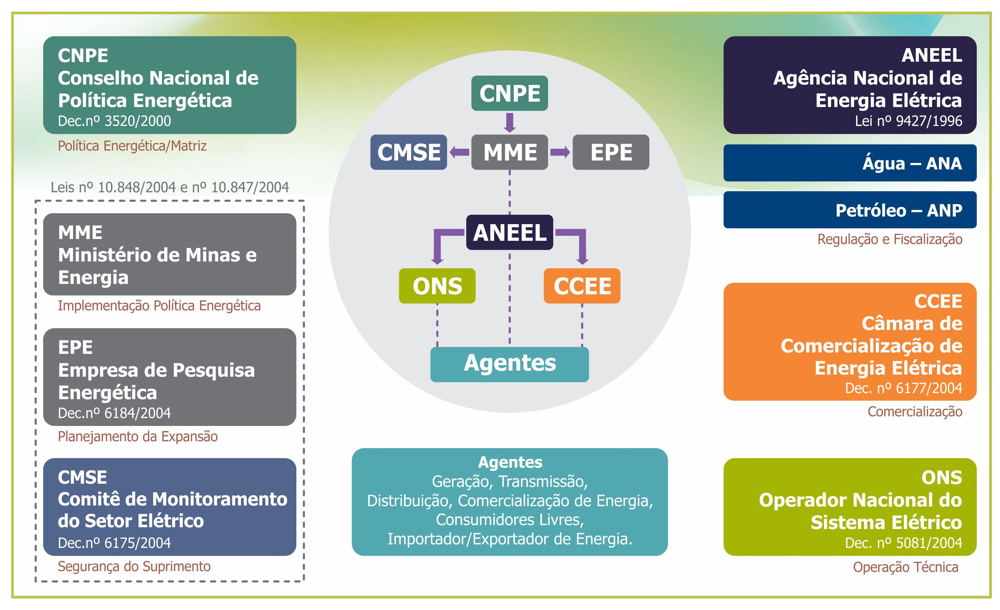 CNPE
Conselho Nacional de
Política Energética
Dec.nº 3520/2000
Política Energética/Matriz
Leis nº 10.848/2004 e nº 10.847/2004
MME
Ministério de Minas e
Energia
Implementação Política Energética
EPE
Empresa de Pesquisa
Energética
Dec.nº 6184/2004
Planejamento da Expansão
CMSE
Comitê de Monitoramento
do Setor Elétrico
Dec.nº 6175/2004
Segurança do Suprimento
CNPE
CMSE
MME
EPE
ANEEL
ONS
CCEE
Agentes
Agentes
Geração, Transmissão,
Distribuição, Comercialização de Energia,
Consumidores Livres,
Importador/Exportador de Energia.
ANEEL
Agência Nacional de
Energia Elétrica
Lei nº 9427/1996
Água – ANA
Petróleo – ANP
Regulação e Fiscalização
CCEE
Câmara de
Comercialização de
Energia Elétrica
Dec. nº 6177/2004
Comercialização
ONS
Operador Nacional do
Sistema Elétrico
Dec. nº 5081/2004
Operação Técnica